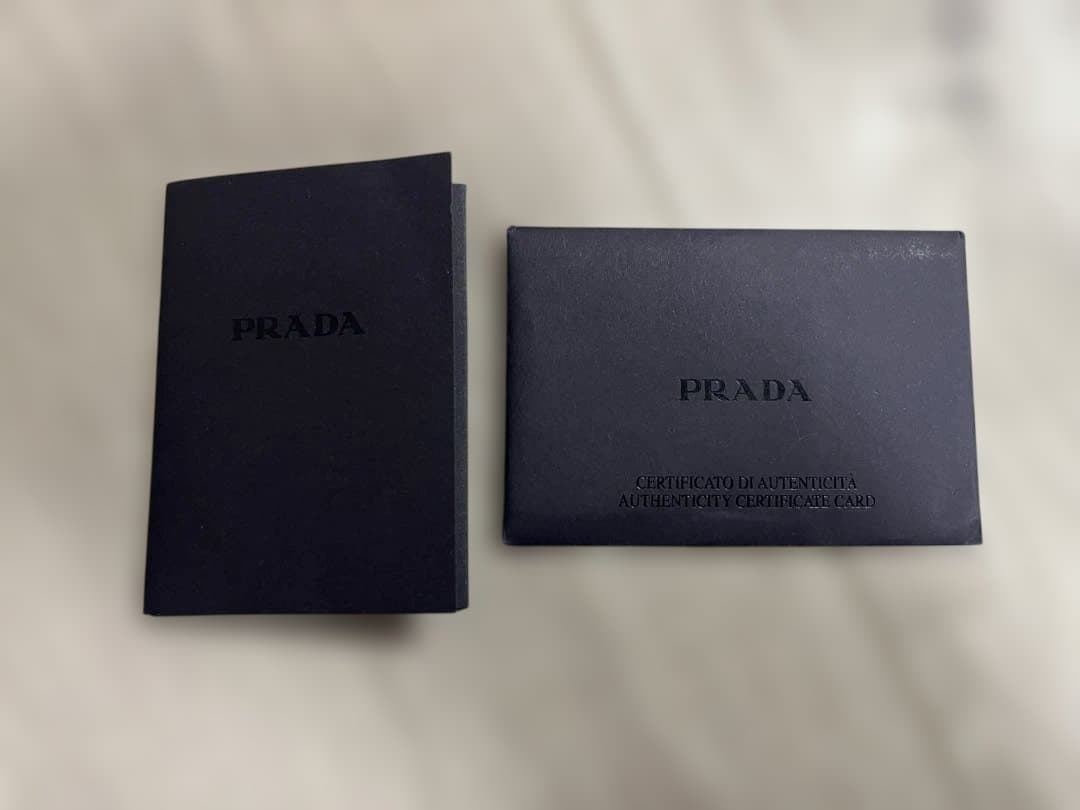 PRADA
PRADA
CERTIFICATO DI AUTENTICITÀ
AUTHENTICITY CERTIFICATE CARD